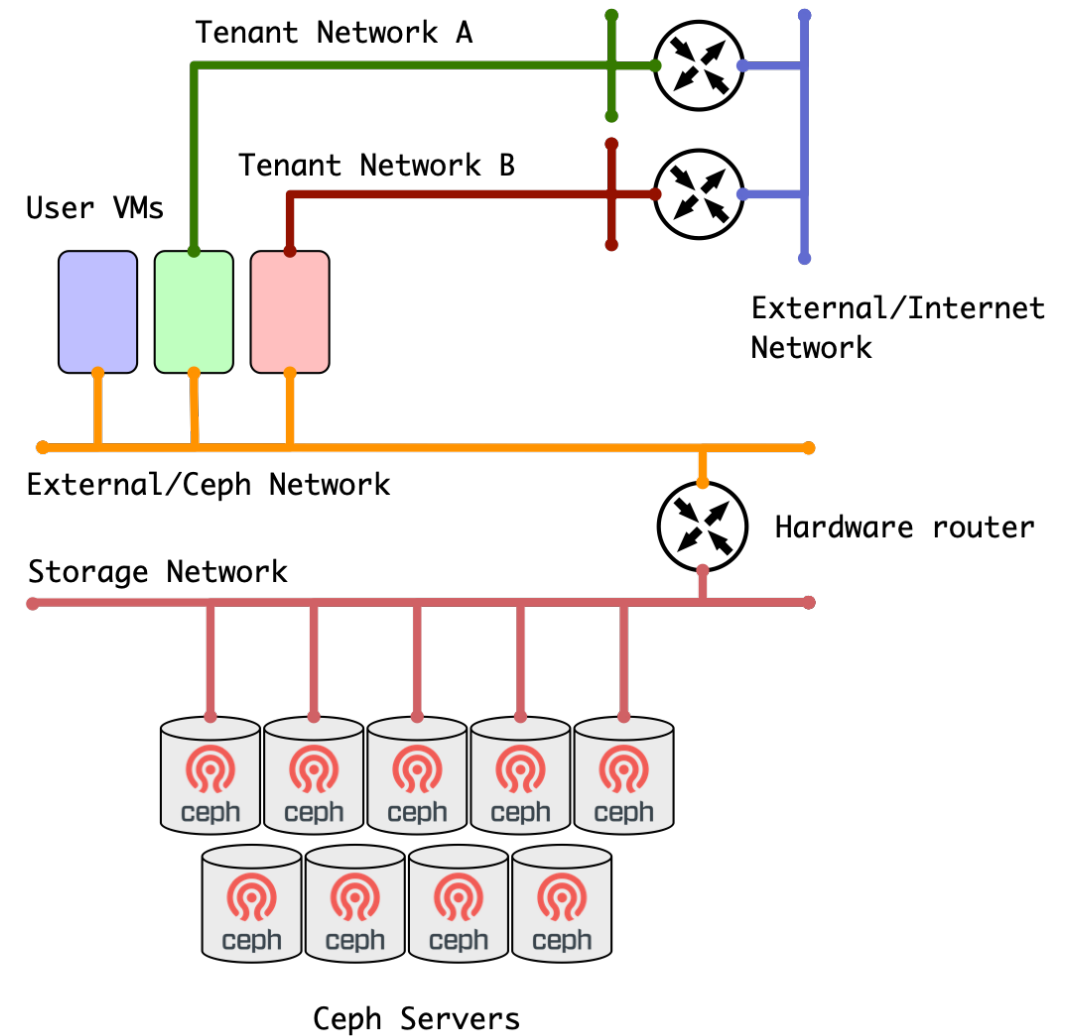 Tenant Network A
Tenant Network B
User VMs
External/Internet
Network
External/Ceph Network
Hardware router
Storage Network
ceph
ceph
ceph
ceph
ceph
ceph
ceph
ceph
ceph
Ceph Servers